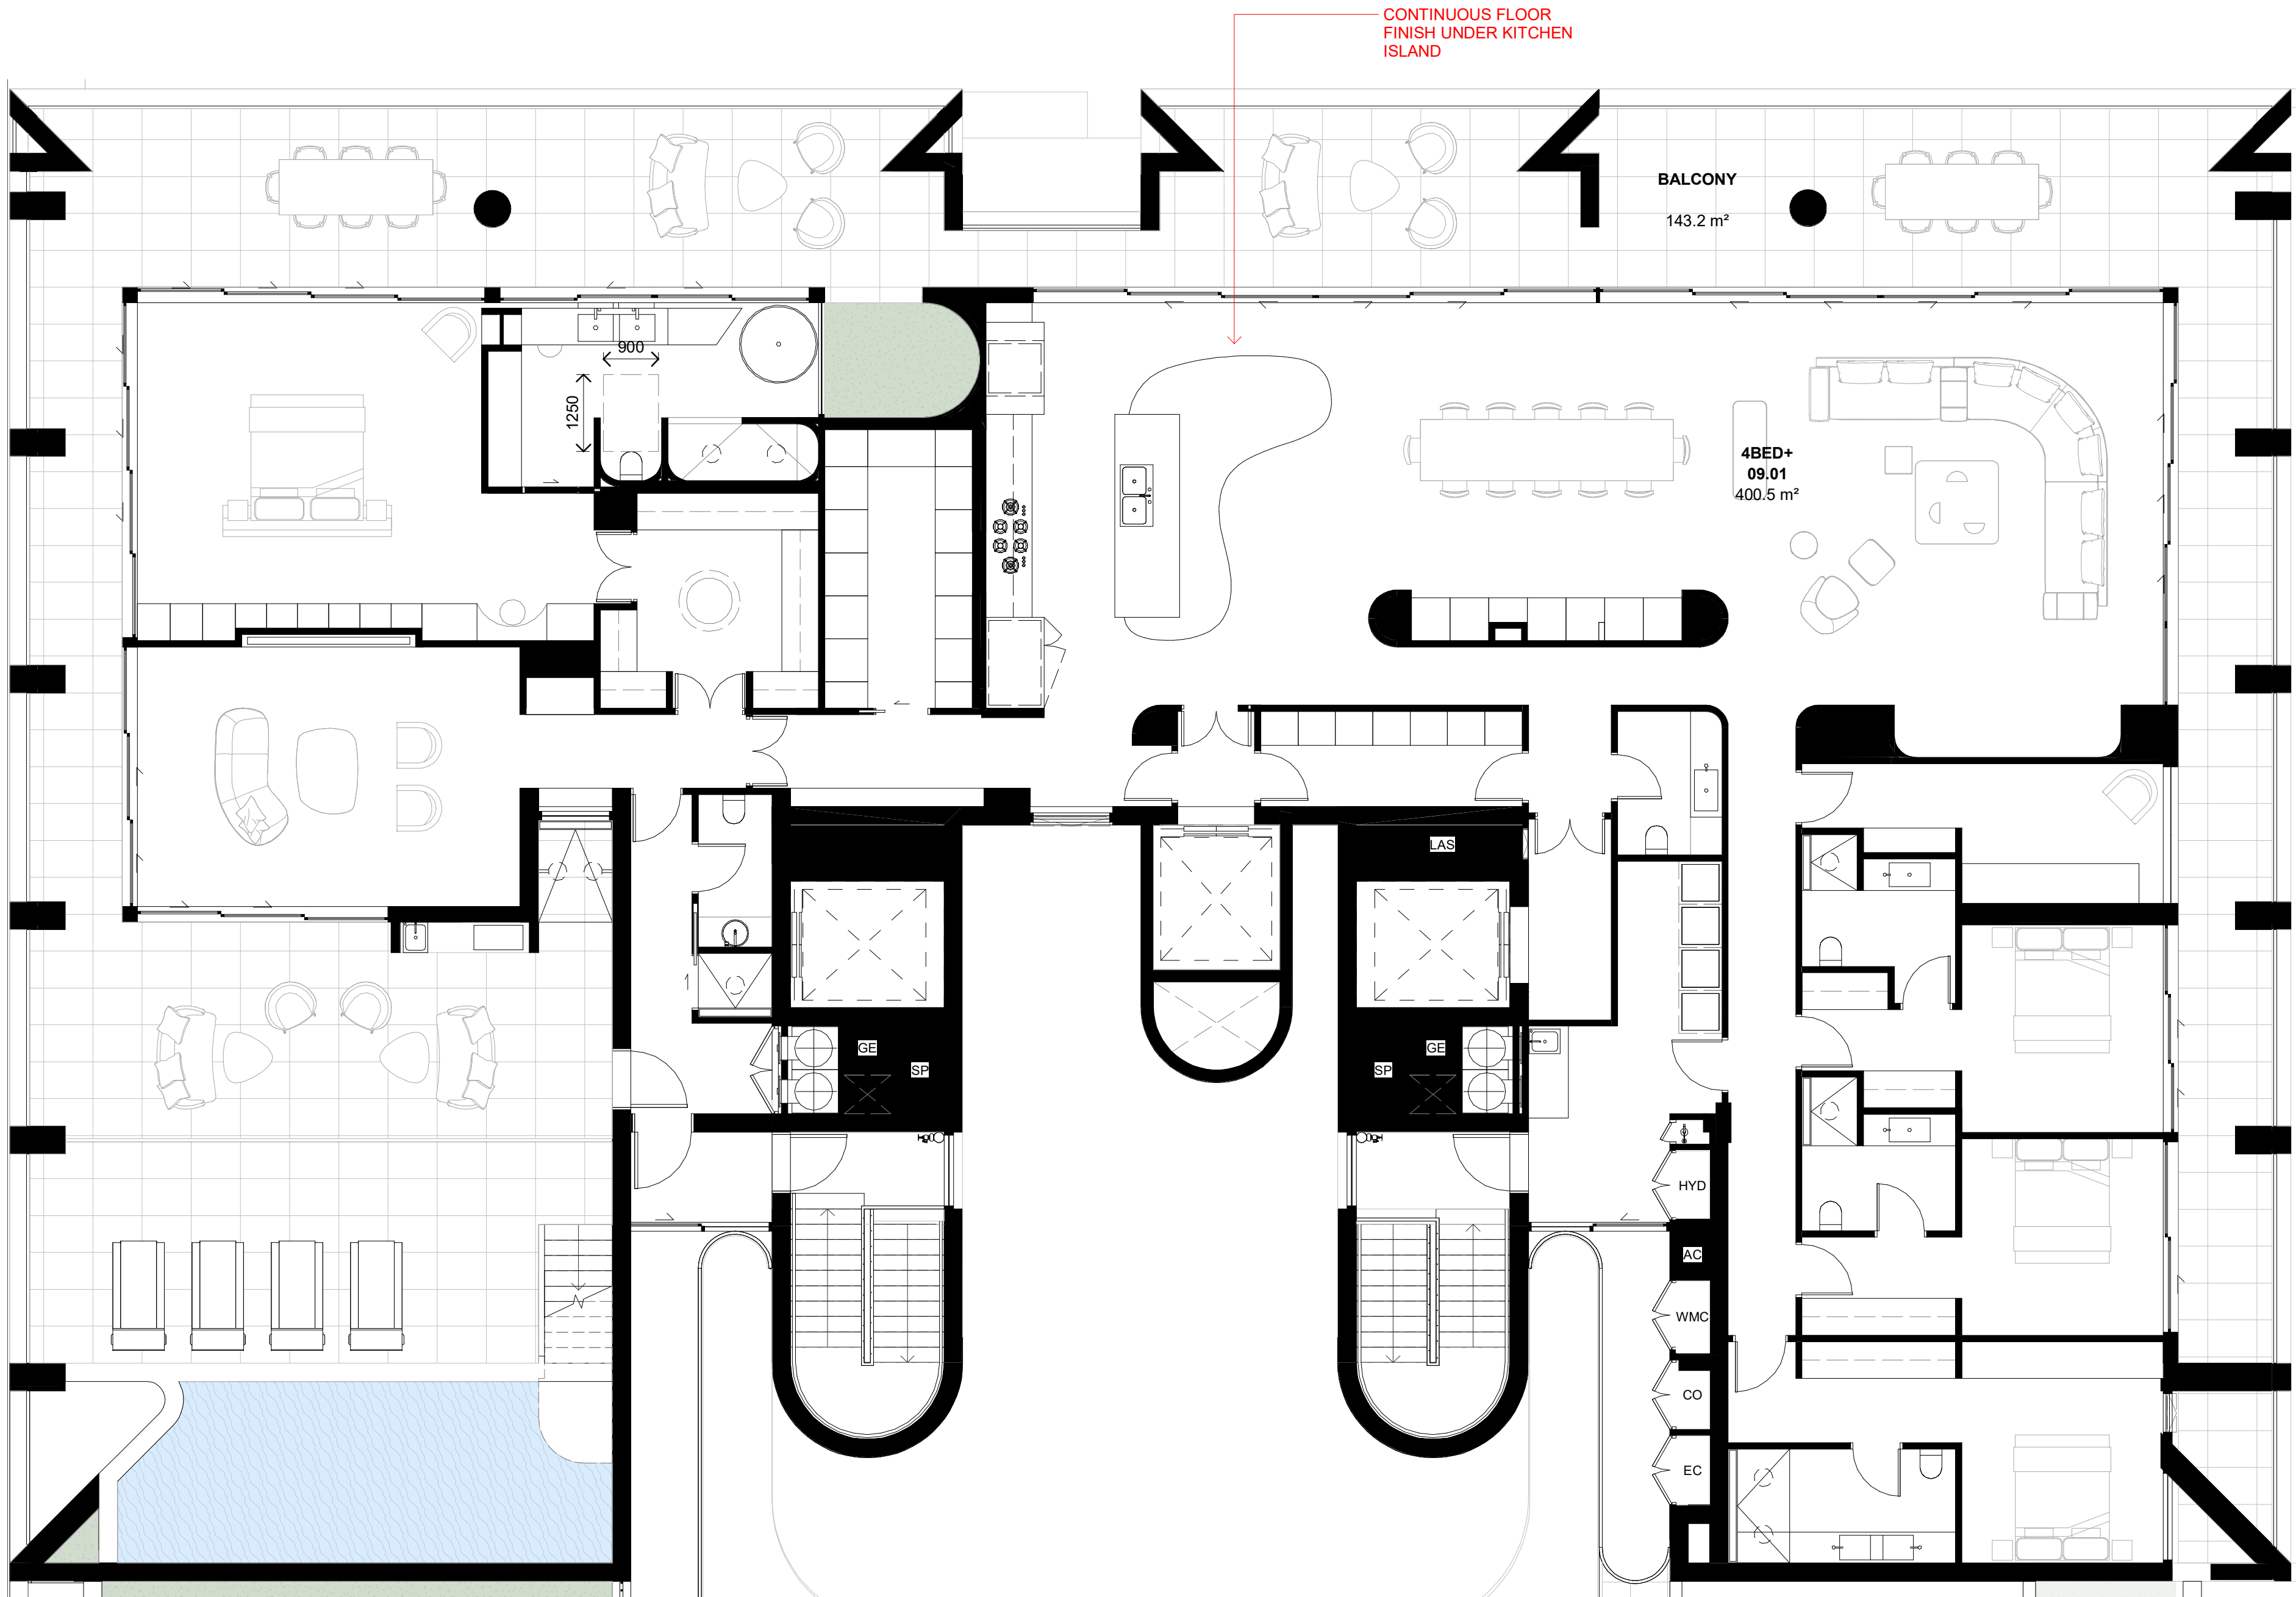 CONTINUOUS FLOOR
FINISH UNDER KITCHEN
ISLAND
BALCONY
143.2 m²
900
1250
4BED+
09.01
400.5 m²
LAS
GE
SP
GE
SP
HYD
AC
WMC
CO
EC